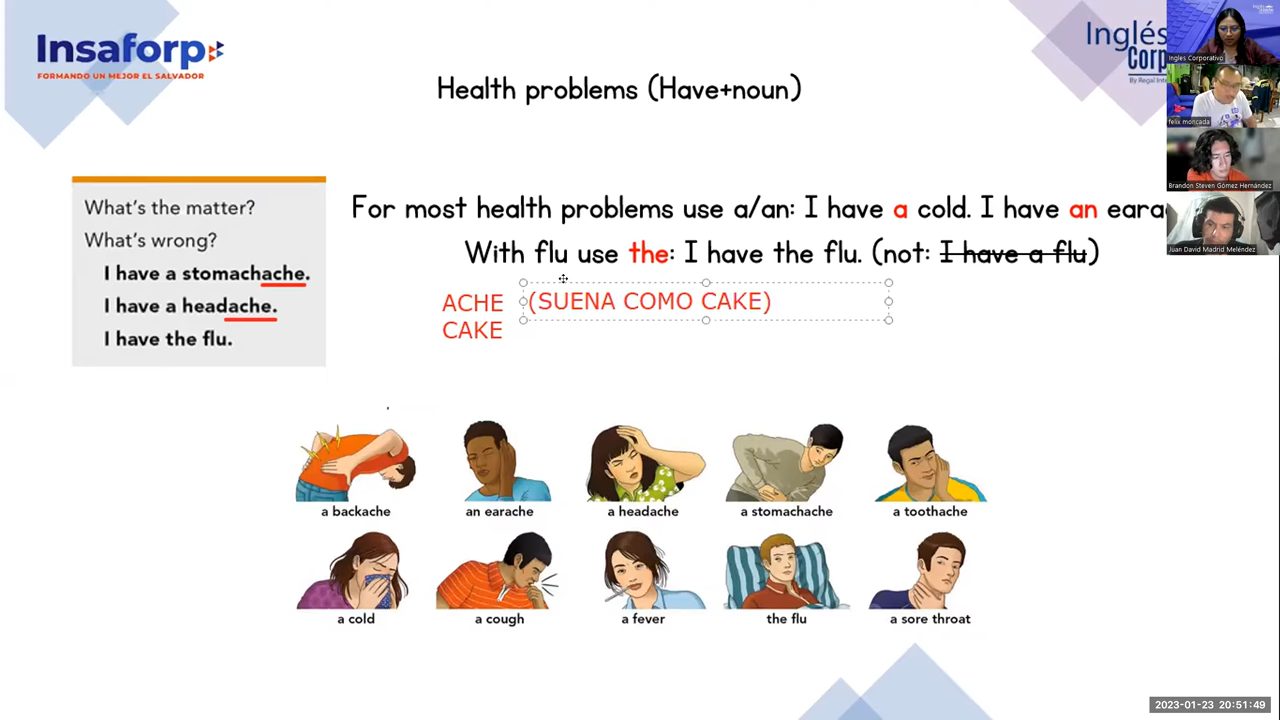 Insaforp
FORMANDO UN MEJOR EL SALVADOR
Health problems (Have+noun)
Inglés
Corp
By Regal Inte
Ingles Corporativo
felix moncada
Brandon Steven Gómez Hernández
Juan David Madrid Meléndez
What's the matter?
What's wrong?
I have a stomachache.
I have a headache.
I have the flu.
For most health problems use a/an: I have a cold. I have an earac
With flu use the: I have the flu. (not: I have a flu)
ACHE
CAKE
(SUENA COMO CAKE)
a backache
an earache
a headache
a stomachache
a toothache
a cold
a cough
a fever
the flu
a sore throat
2023-01-23 20:51:49